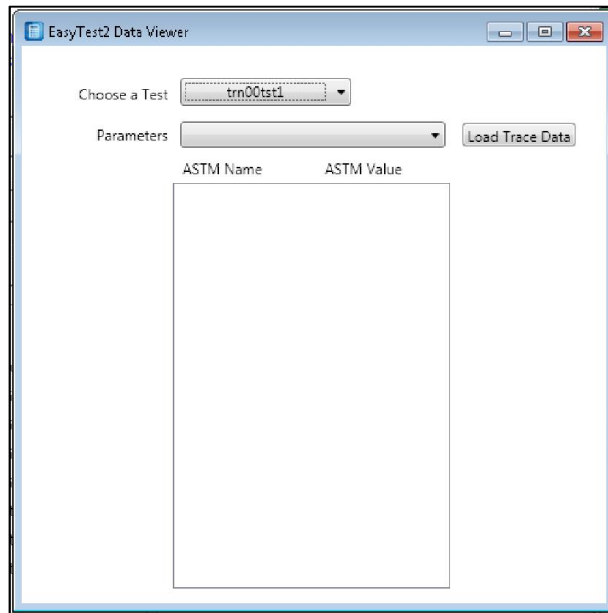 EasyTest2 Data Viewer
Choose a Test trn00tst1
Parameters Load Trace Data
ASTM Name ASTM Value